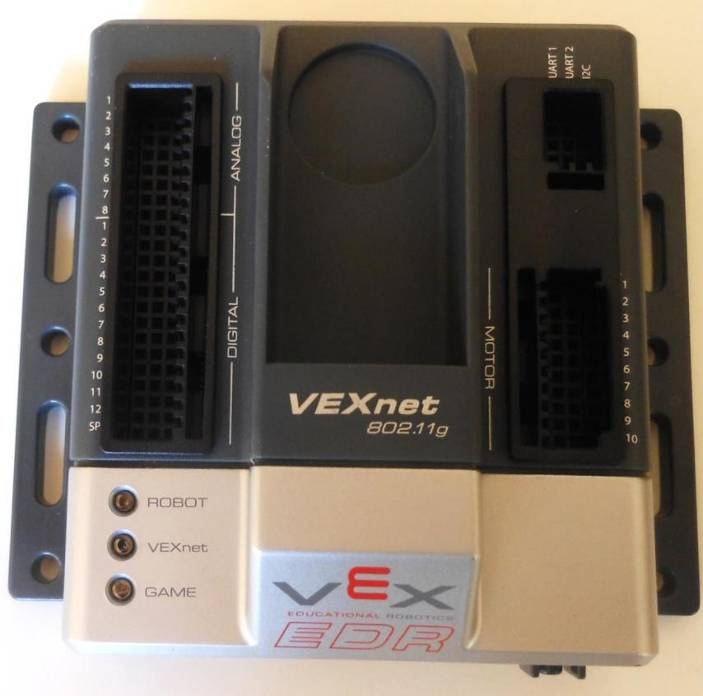 UART 1
UART 2
I2C
1
2
3
4
5
6
7
8
ANALOG
1
2
3
4
5
6
7
8
9
10
11
12
SP
DIGITAL
1
2
3
4
5
6
7
8
9
10
MOTOR
VEXnet
802.11g
ROBOT
VEXnet
GAME
VEX
EDUCATIONAL ROBOTICS
EDR